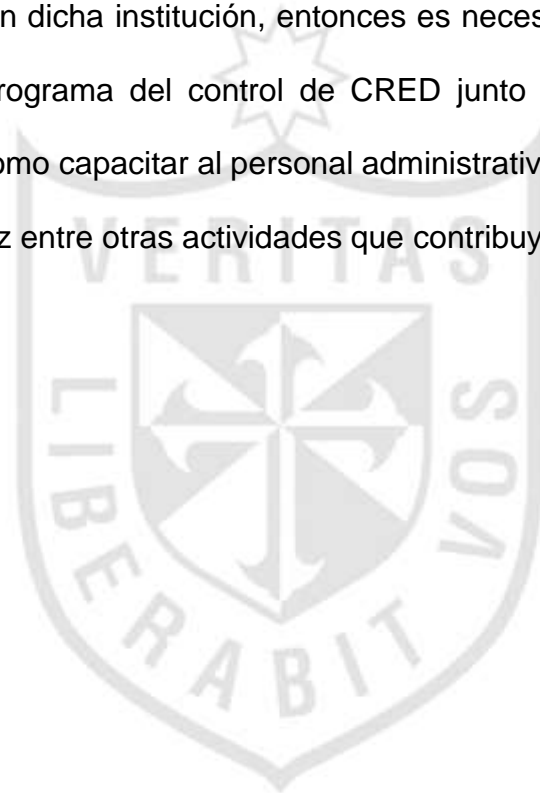 n dicha institución, entonces es neces
rograma del control de CRED junto
omo capacitar al personal administrativ
z entre otras actividades que contribuy
VERITAS
LIBERABIT VOS